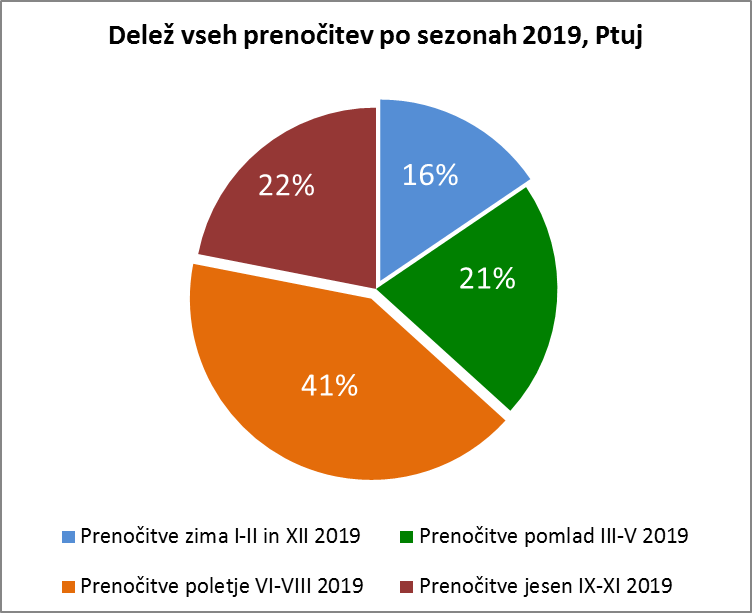 Delež vseh prenočitev po sezonah 2019, Ptuj
16%
22%
21%
41%
Prenočitve zima I-II in XII 2019
Prenočitve pomlad III-V 2019
Prenočitve poletje VI-VIII 2019
Prenočitve jesen IX-XI 2019